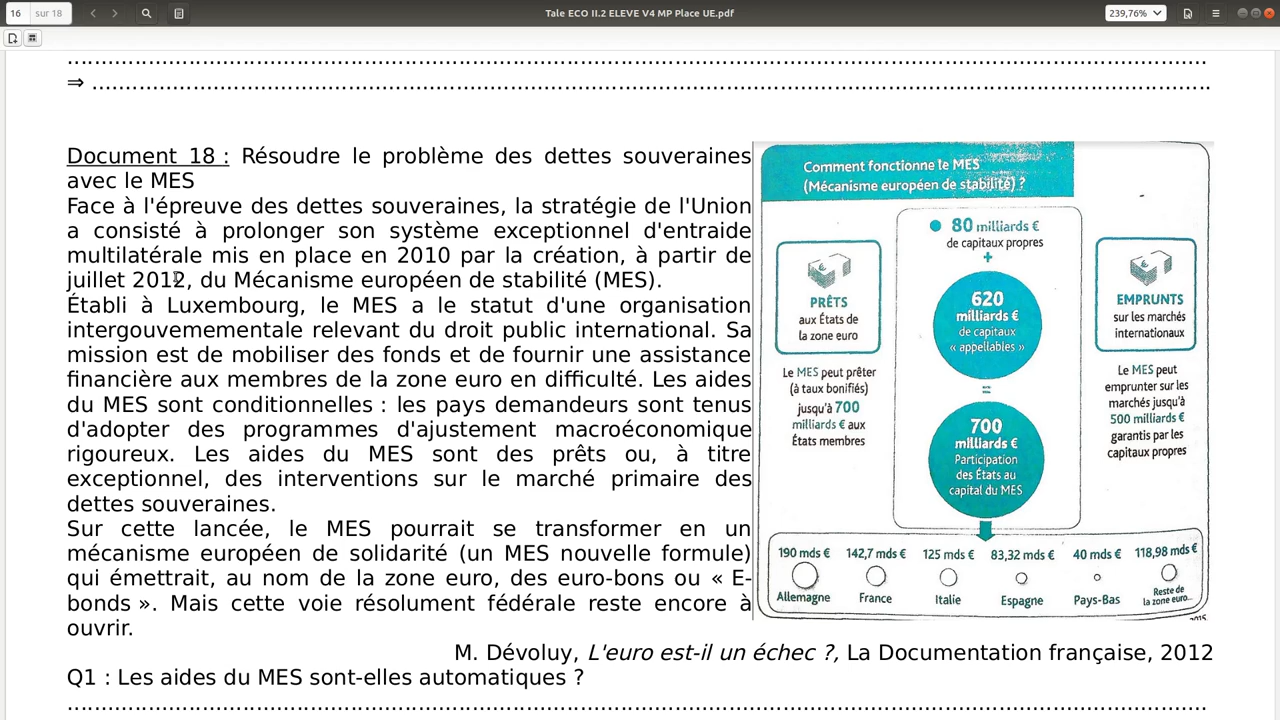 16
sur 18
Tale ECO II.2 ELEVE V4 MP Place UE.pdf
239,76%
⇒
Document 18 : Résoudre le problème des dettes souveraines
avec le MES
Face à l'épreuve des dettes souveraines, la stratégie de l'Union
a consisté à prolonger son système exceptionnel d'entraide
multilatérale mis en place en 2010 par la création, à partir de
juillet 2012, du Mécanisme européen de stabilité (MES).
Établi à Luxembourg, le MES a le statut d'une organisation
intergouvemementale relevant du droit public international. Sa
mission est de mobiliser des fonds et de fournir une assistance
financière aux membres de la zone euro en difficulté. Les aides
du MES sont conditionnelles : les pays demandeurs sont tenus
d'adopter des programmes d'ajustement macroéconomique
rigoureux. Les aides du MES sont des prêts ou, à titre
exceptionnel, des interventions sur le marché primaire des
dettes souveraines.
Sur cette lancée, le MES pourrait se transformer en un
mécanisme européen de solidarité (un MES nouvelle formule)
qui émettrait, au nom de la zone euro, des euro-bons ou « E-
bonds ». Mais cette voie résolument fédérale reste encore à
ouvrir.
Comment fonctionne le MES
(Mécanisme européen de stabilité) ?
PRÊTS
aux États de
la zone euro
Le MES peut prêter
(à taux bonifiés)
jusqu'à 700
milliards € aux
États membres
80 milliards €
de capitaux propres
+
620
milliards €
de capitaux
« appellables »
=
700
milliards €
Participation
des États au
capital du MES
EMPRUNTS
sur les marchés
internationaux
Le MES peut
emprunter sur les
marchés jusqu'à
500 milliards €
garantis par les
capitaux propres
190 mds € 142,7 mds € 125 mds € 83,32 mds € 40 mds € 118,98 mds €
Allemagne France Italie Espagne Pays-Bas Reste de
la zone euro...
2015
M. Dévoluy, L'euro est-il un échec ?, La Documentation française, 2012
Q1 : Les aides du MES sont-elles automatiques ?